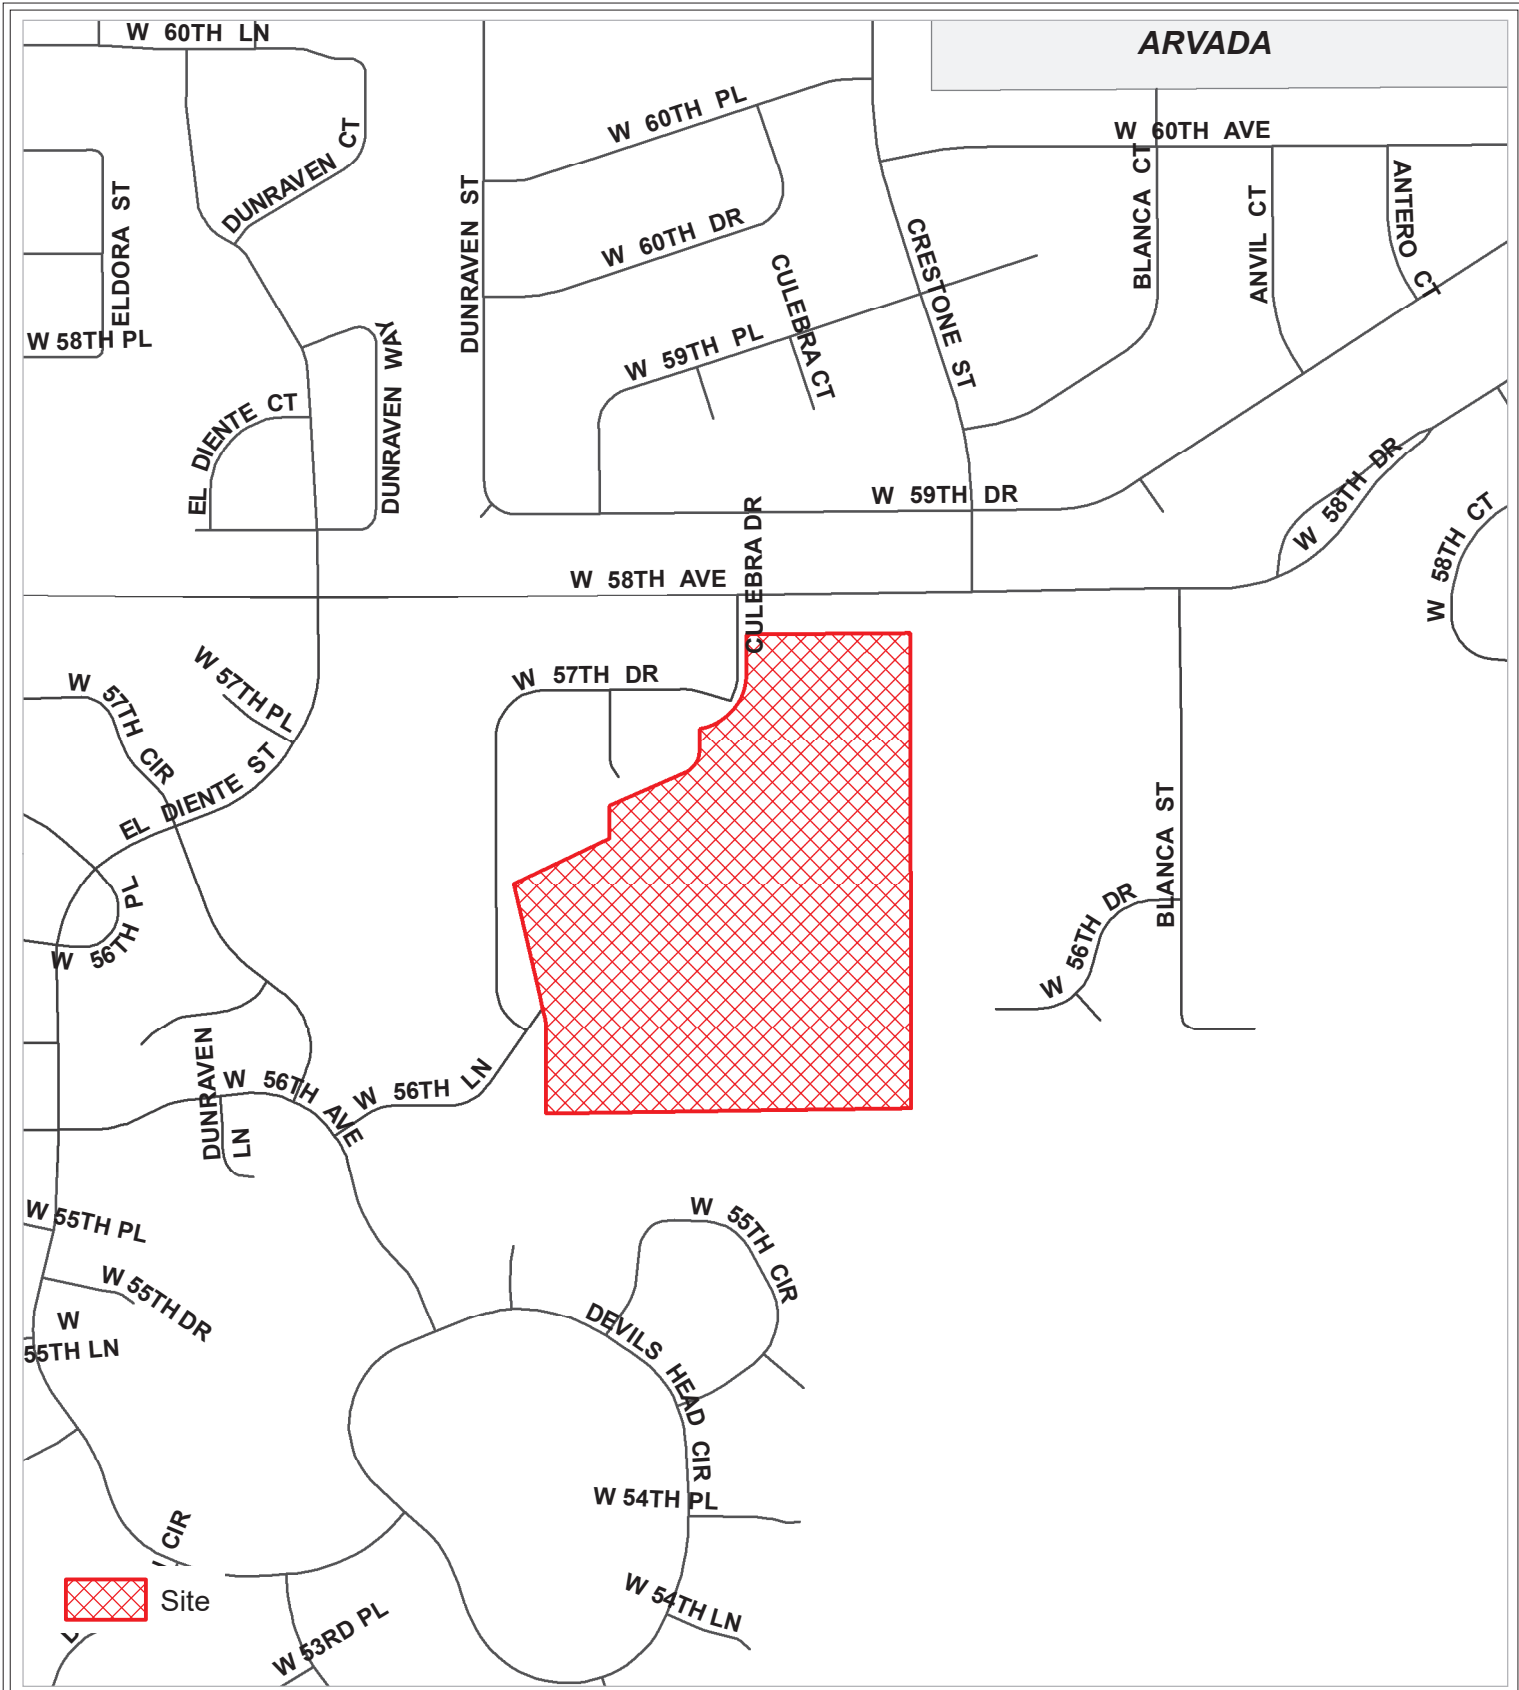 W 60TH LN
ARVADA
W 60TH PL
W 60TH AVE
DUNRAVEN CT
ELDORA ST
DUNRAVEN ST
W 60TH DR
CULEBRA CT
CRESTONE ST
BLANCA CT
ANVIL CT
ANTERO CT
W 58TH PL
W 59TH PL
DUNRAVEN WAY
EL DIENTE CT
W 59TH DR
W 58TH DR
W 58TH CT
CULEBRA DR
W 58TH AVE
W 57TH DR
W 57TH PL
W 57TH CIR
EL DIENTE ST
BLANCA ST
W 56TH PL
W 56TH DR
DUNRAVEN
LN
W 56TH AVE
W 56TH LN
W 55TH PL
W 55TH DR
W
55TH LN
W 55TH CIR
DEVILS HEAD CIR
W 54TH PL
CIR
Site
W 54TH LN
W 53RD PL